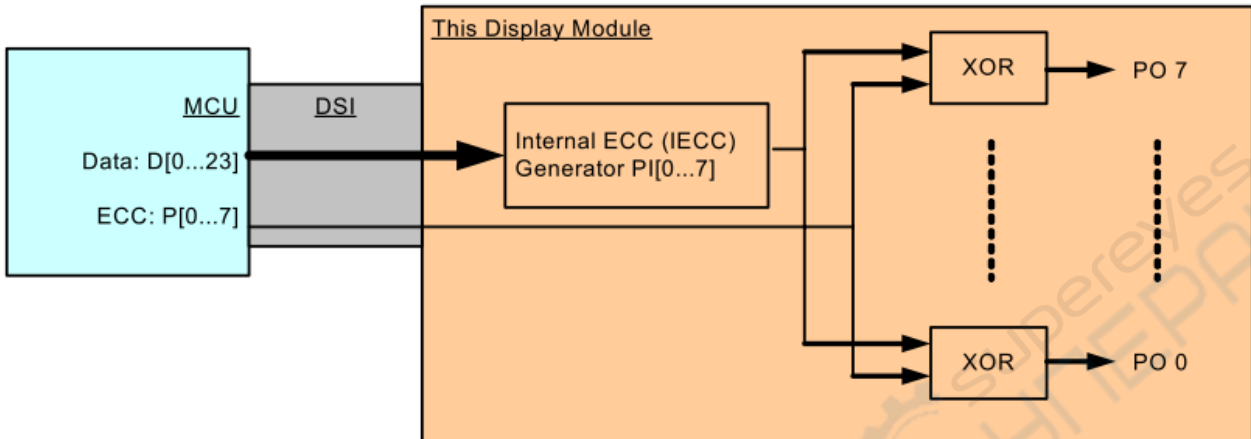 This Display Module
MCU
DSI
Data: D[0...23]
ECC: P[0...7]
Internal ECC (IECC)
Generator PI[0...7]
XOR
PO 7
XOR
PO 0
supereyes